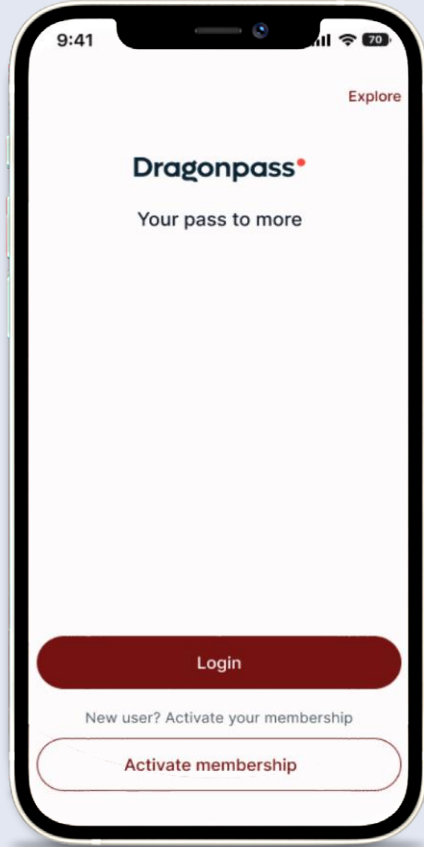 9:41
70
Explore
Dragonpass
Your pass to more
Login
New user? Activate your membership
Activate membership